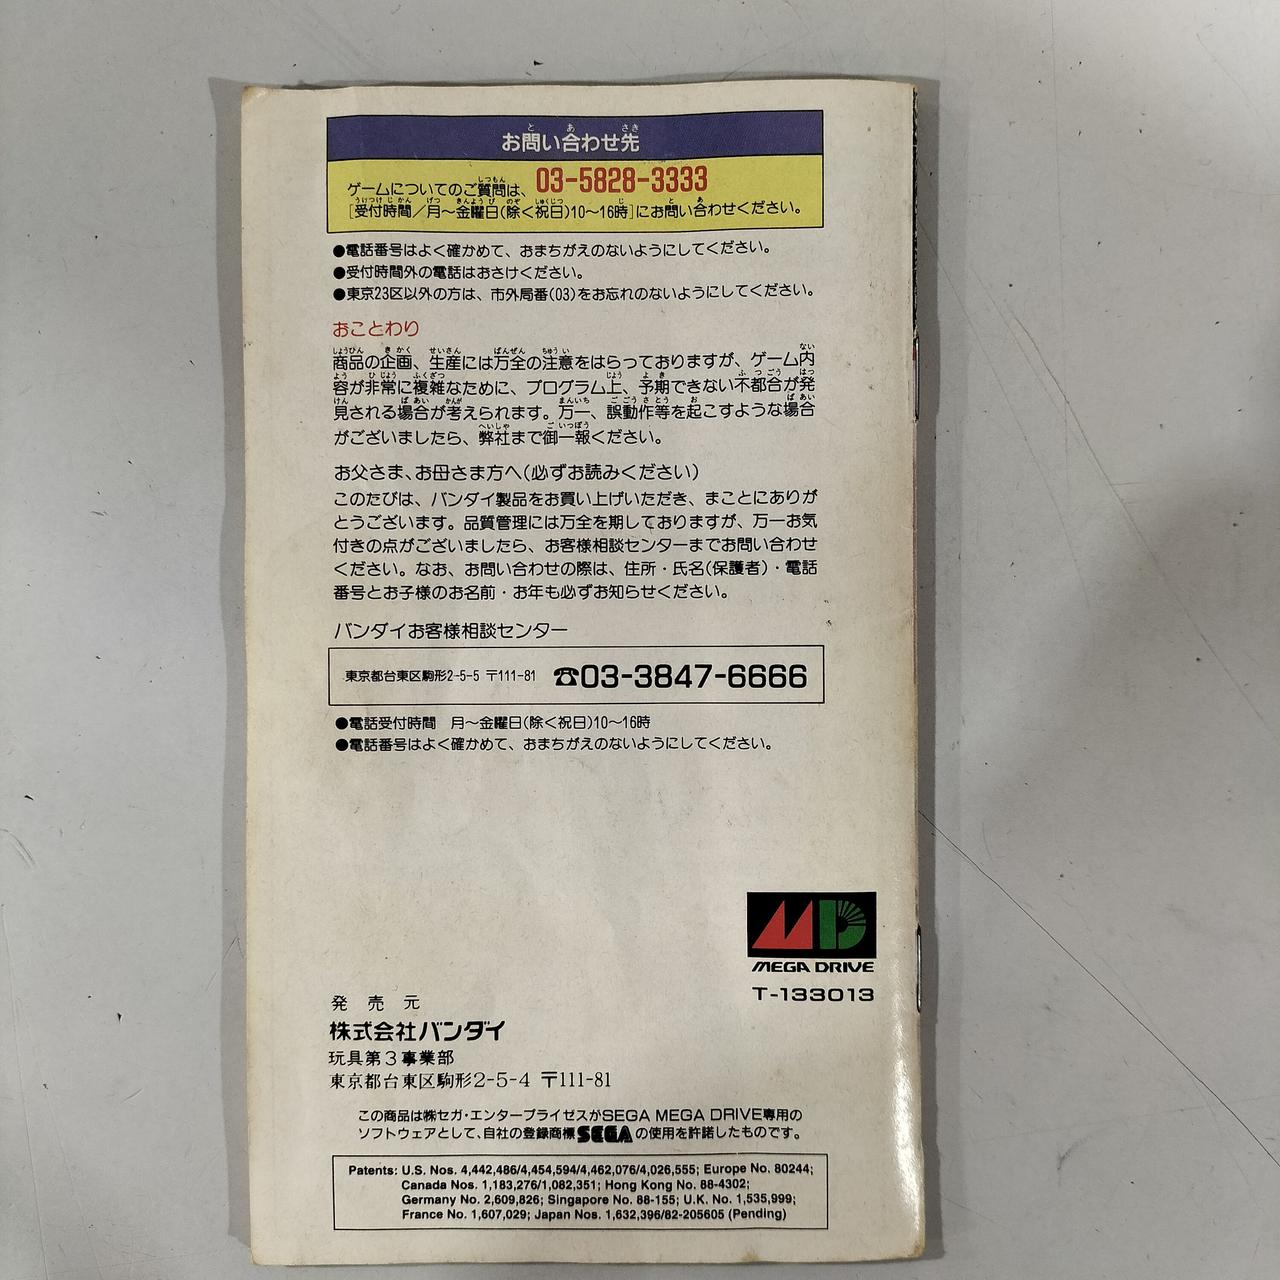 お問い合わせ先
ゲームについてのご質問は、03-5828-3333
[受付時間/月〜金曜日(除く祝日)10〜16時]にお問い合わせください。
●電話番号はよく確かめて、おまちがえのないようにしてください。
●受付時間外の電話はおさけください。
●東京23区以外の方は、市外局番(03)をお忘れのないようにしてください。
おことわり
商品の企画、生産には万全の注意をはらっておりますが、ゲーム内
容が非常に複雑なために、プログラム上、予期できない不都合が発
見される場合が考えられます。万一、誤動作等を起こすような場合
がございましたら、弊社まで御一報ください。
お父さま、お母さま方へ(必ずお読みください)
このたびは、バンダイ製品をお買い上げいただき、まことにありが
とうございます。品質管理には万全を期しておりますが、万一お気
付きの点がございましたら、お客様相談センターまでお問い合わせ
ください。なお、お問い合わせの際は、住所・氏名(保護者)・電話
番号とお子様のお名前・お年も必ずお知らせください。
バンダイお客様相談センター
東京都台東区駒形2-5-5 〒111-81 ☎03-3847-6666
●電話受付時間 月〜金曜日(除く祝日)10〜16時
●電話番号はよく確かめて、おまちがえのないようにしてください。
MD
MEGA DRIVE
T-133013
発売元
株式会社バンダイ
玩具第3事業部
東京都台東区駒形2-5-4 〒111-81
この商品は㈱セガ・エンタープライゼスがSEGA MEGA DRIVE専用の
ソフトウェアとして、自社の登録商標SEGAの使用を許諾したものです。
Patents: U.S. Nos. 4,442,486/4,454,594/4,462,076/4,026,555; Europe No. 80244;
Canada Nos. 1,183,276/1,082,351; Hong Kong No. 88-4302;
Germany No. 2,609,826; Singapore No. 88-155; U.K. No. 1,535,999;
France No. 1,607,029; Japan Nos. 1,632,396/82-205605 (Pending)